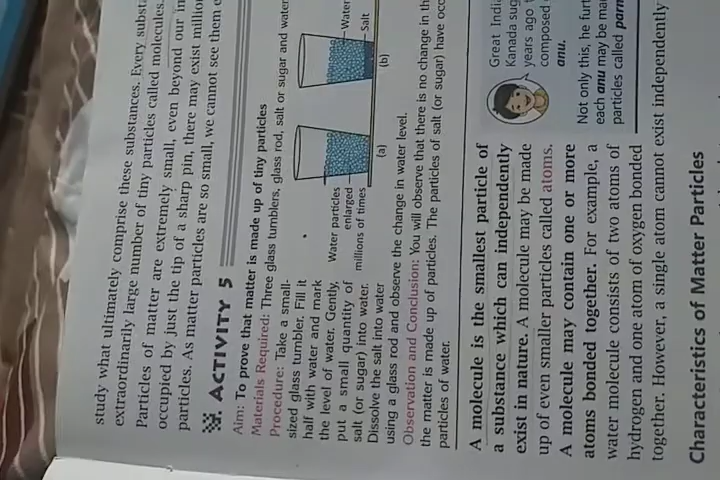 study what ultimately comprise these substances. Every
extraordinarily large number of tiny particles called molecules.
Particles of matter are extremely small, even beyond our
occupied by just the tip of a sharp pin, there may exist
particles. As matter particles are so small, we cannot see them
ACTIVITY 5
Aim: To prove that matter is made up of tiny particles
Materials Required: Three glass tumblers, glass rod, salt or sugar and water
Procedure: Take a small-
sized glass tumbler. Fill it
half with water and mark
the level of water. Gently,
put a small quantity of
salt (or sugar) into water.
Dissolve the salt into water
using a glass rod and observe the change in water level.
Water particles
enlarged
millions of times
Water
Salt
(a)
(b)
Observation and Conclusion: You will observe that there is no change in
the matter is made up of particles. The particles of salt (or sugar) have
particles of water.
A molecule is the smallest particle of
a substance which can independently
exist in nature. A molecule may be made
up of even smaller particles called atoms.
A molecule may contain one or more
atoms bonded together. For example, a
water molecule consists of two atoms of
hydrogen and one atom of oxygen bonded
together. However, a single atom cannot exist independently
Great
Kanada
years ago
composed
anu.
Not only this, he
each anu may be
particles called
Characteristics of Matter Particles